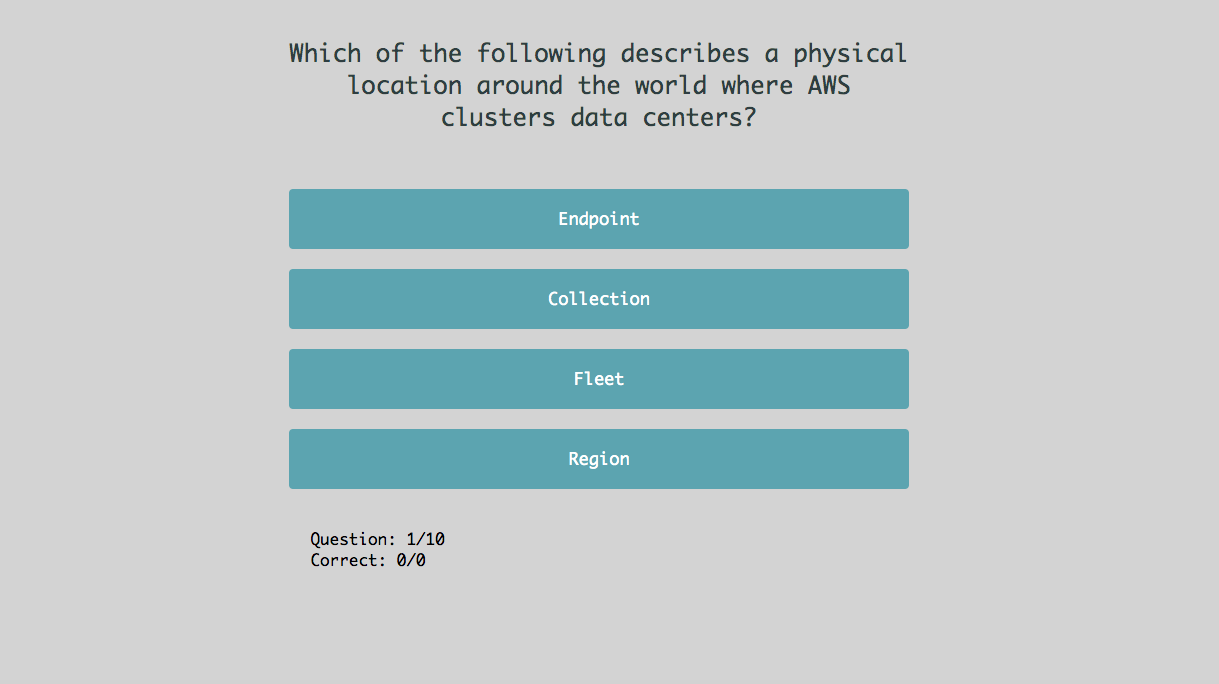 Which of the following describes a physical
location around the world where AWS
clusters data centers?
Endpoint
Collection
Fleet
Region
Question: 1/10
Correct: 0/0